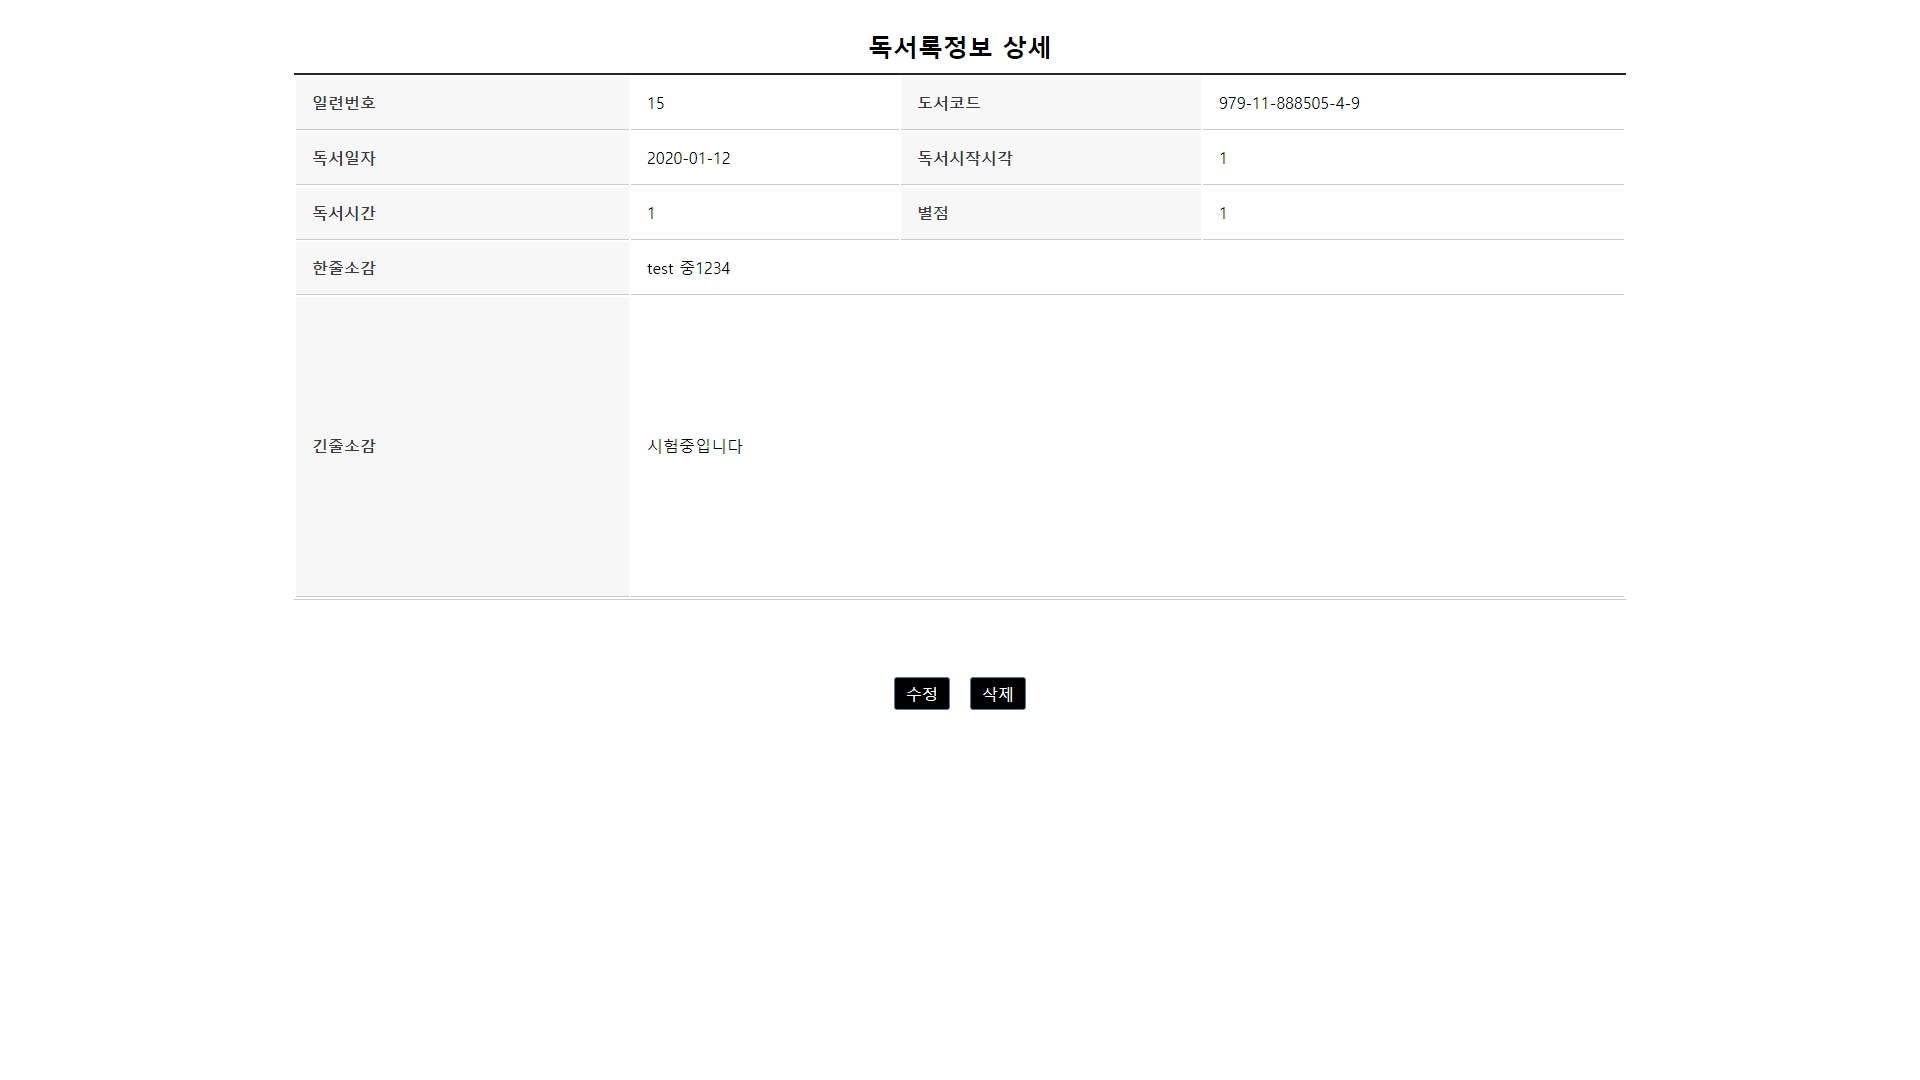 독서록정보 상세
일련번호 15 도서코드 979-11-888505-4-9
독서일자 2020-01-12 독서시작시각 1
독서시간 1 별점 1
한줄소감 test 중1234
긴줄소감 시험중입니다
수정 삭제